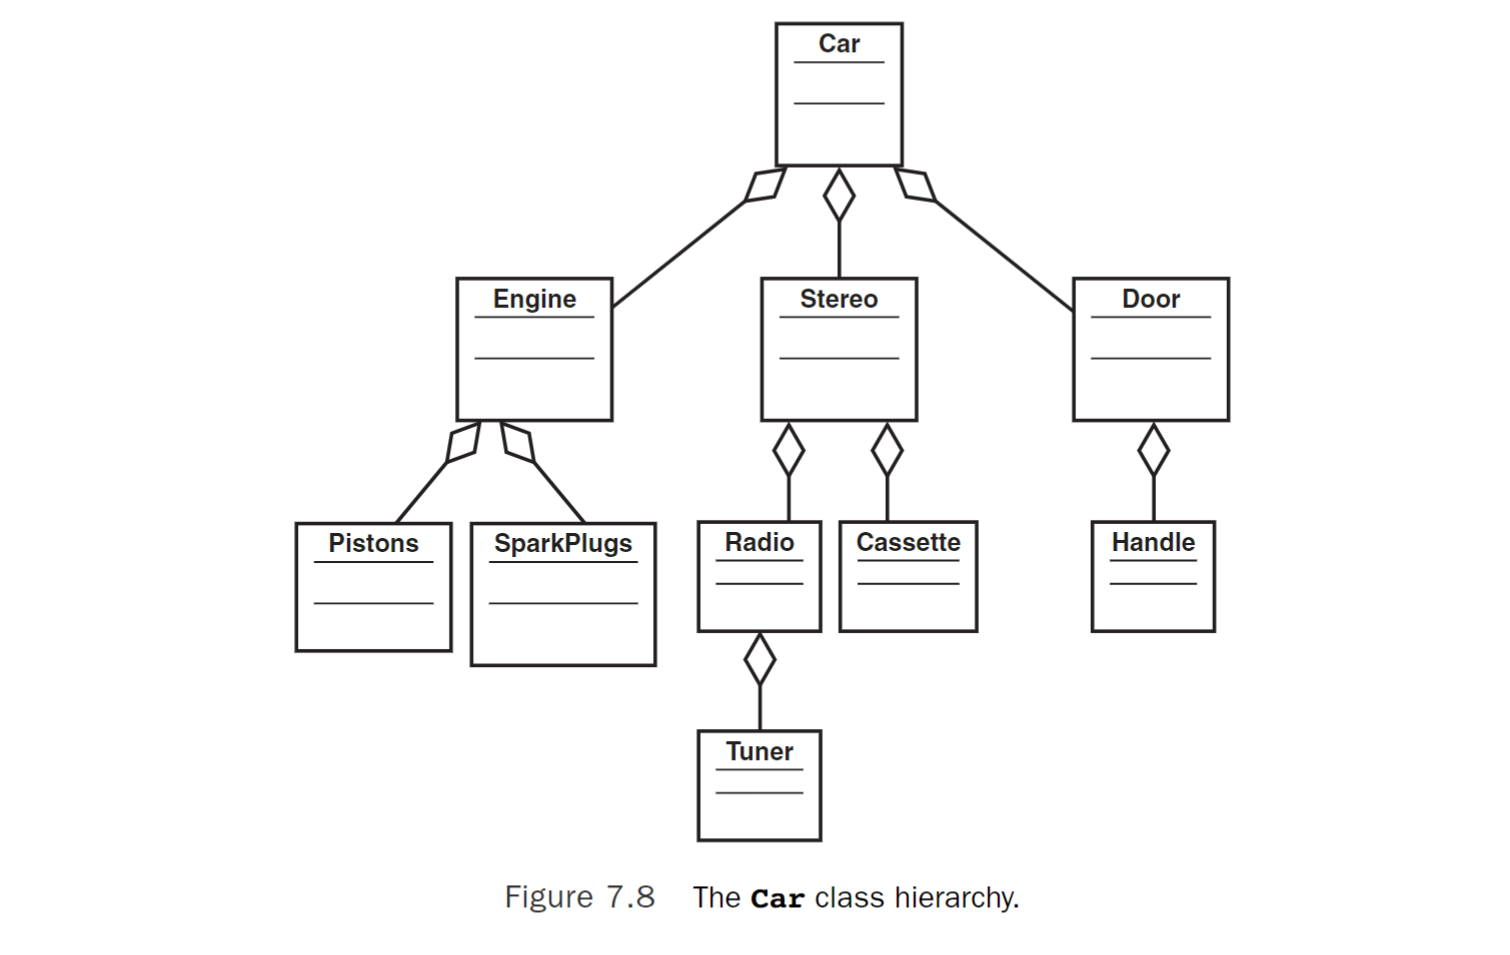 Car
Engine
Stereo
Door
Pistons
SparkPlugs
Radio
Cassette
Handle
Tuner
Figure 7.8 The Car class hierarchy.